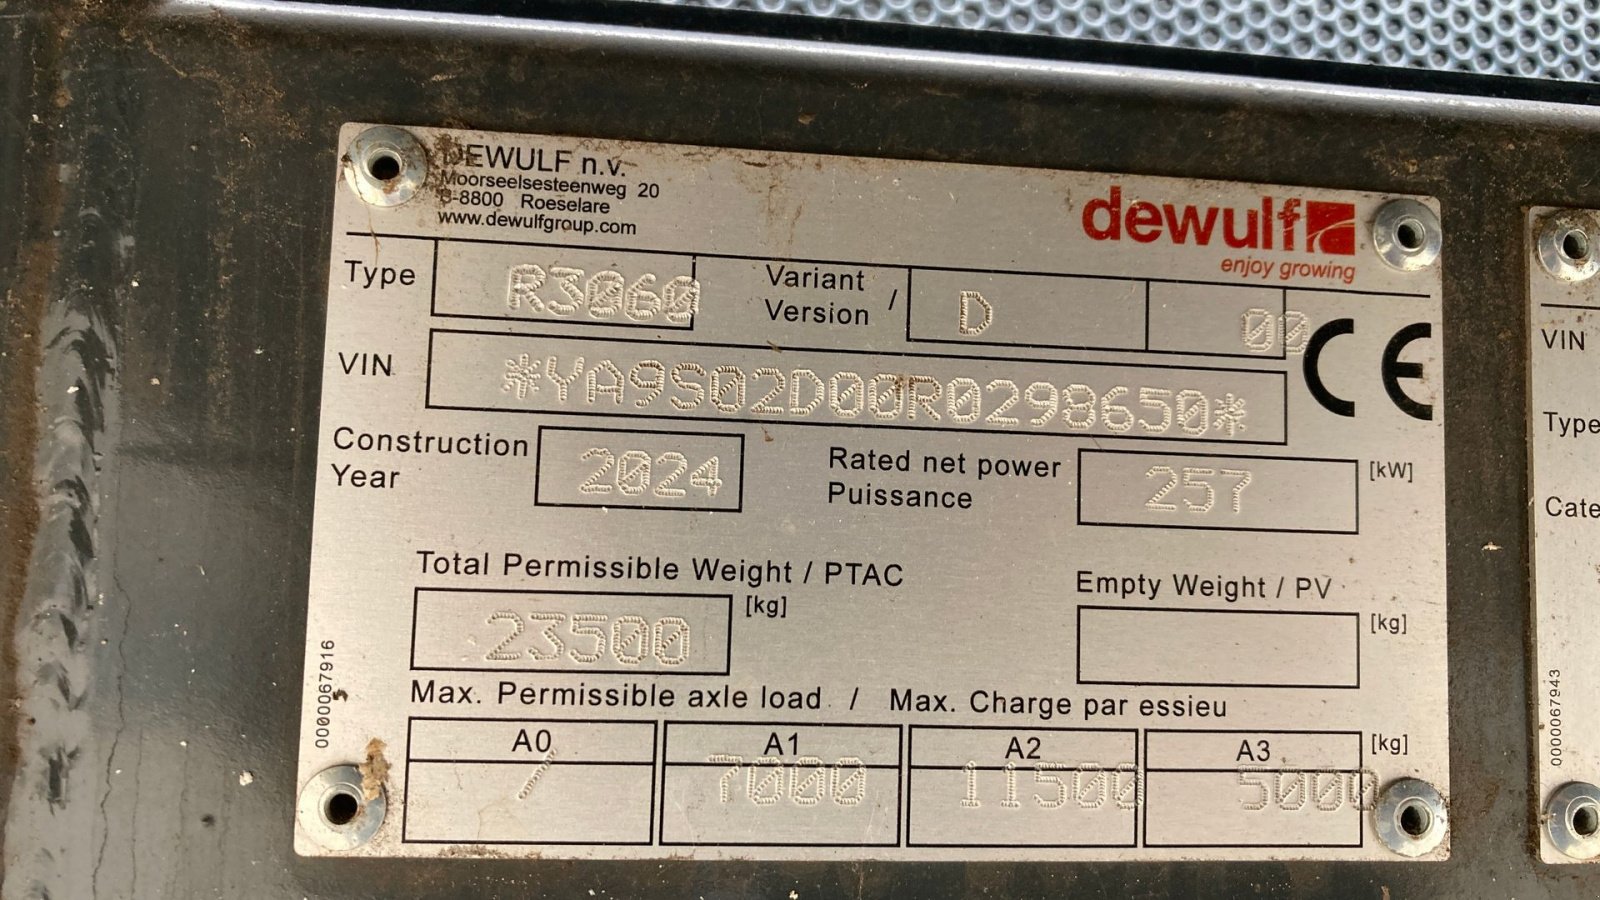 DEWULF n.v.
Moorseelsesteenweg 20
B-8800 Roeselare
www.dewulfgroup.com
dewulf
enjoy growing
Type R3060 Variant / Version D 00
CE
VIN *YA9S02D00R0298650*
Construction Year 2024 Rated net power Puissance 257 [kW]
Total Permissible Weight / PTAC Empty Weight / PV
23500 [kg] [kg]
Max. Permissible axle load / Max. Charge par essieu
A0 A1 A2 A3 [kg]
/ 7000 11500 5000
0000067916
VIN
Type
Cate
0000067943